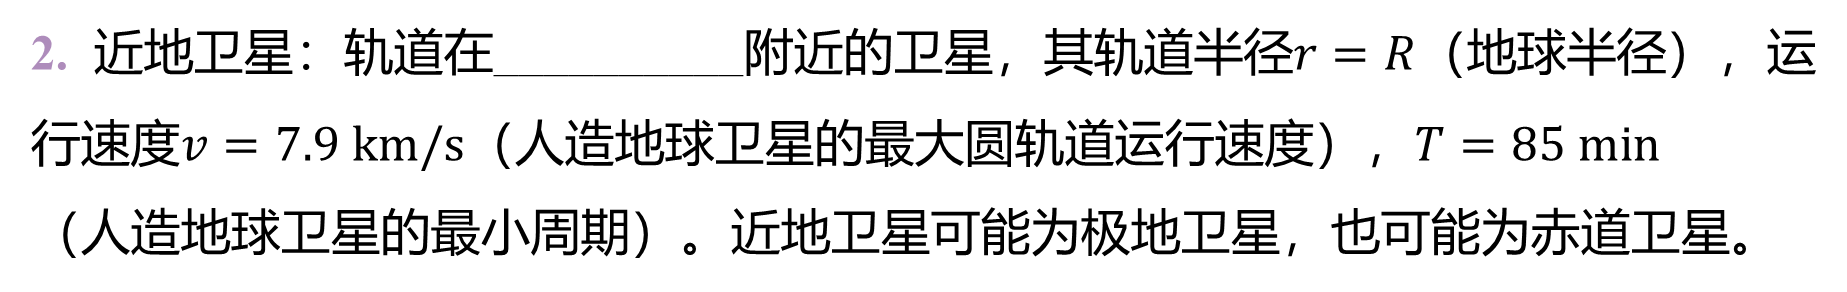 2. 近地卫星：轨道在__________附近的卫星，其轨道半径r = R（地球半径），运
行速度v = 7.9 km/s（人造地球卫星的最大圆轨道运行速度），T = 85 min
（人造地球卫星的最小周期）。近地卫星可能为极地卫星，也可能为赤道卫星。